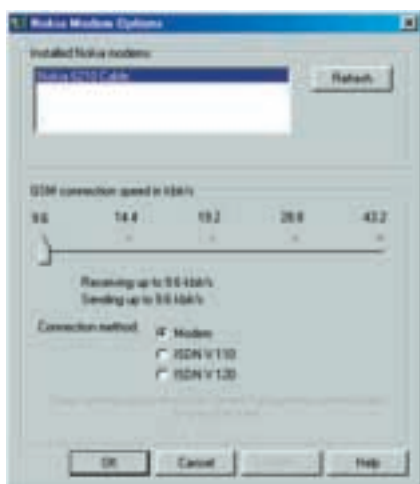 Nokia Modem Options
Installed Nokia modems:
Nokia 6210 Cable
Refresh
GSM connection speed in kbit/s
9.6 14.4 19.2 28.8 43.2
Receiving up to 9.6 kbit/s
Sending up to 9.6 kbit/s
Connection method:
Modem
ISDN V.110
ISDN V.120
OK Cancel Help